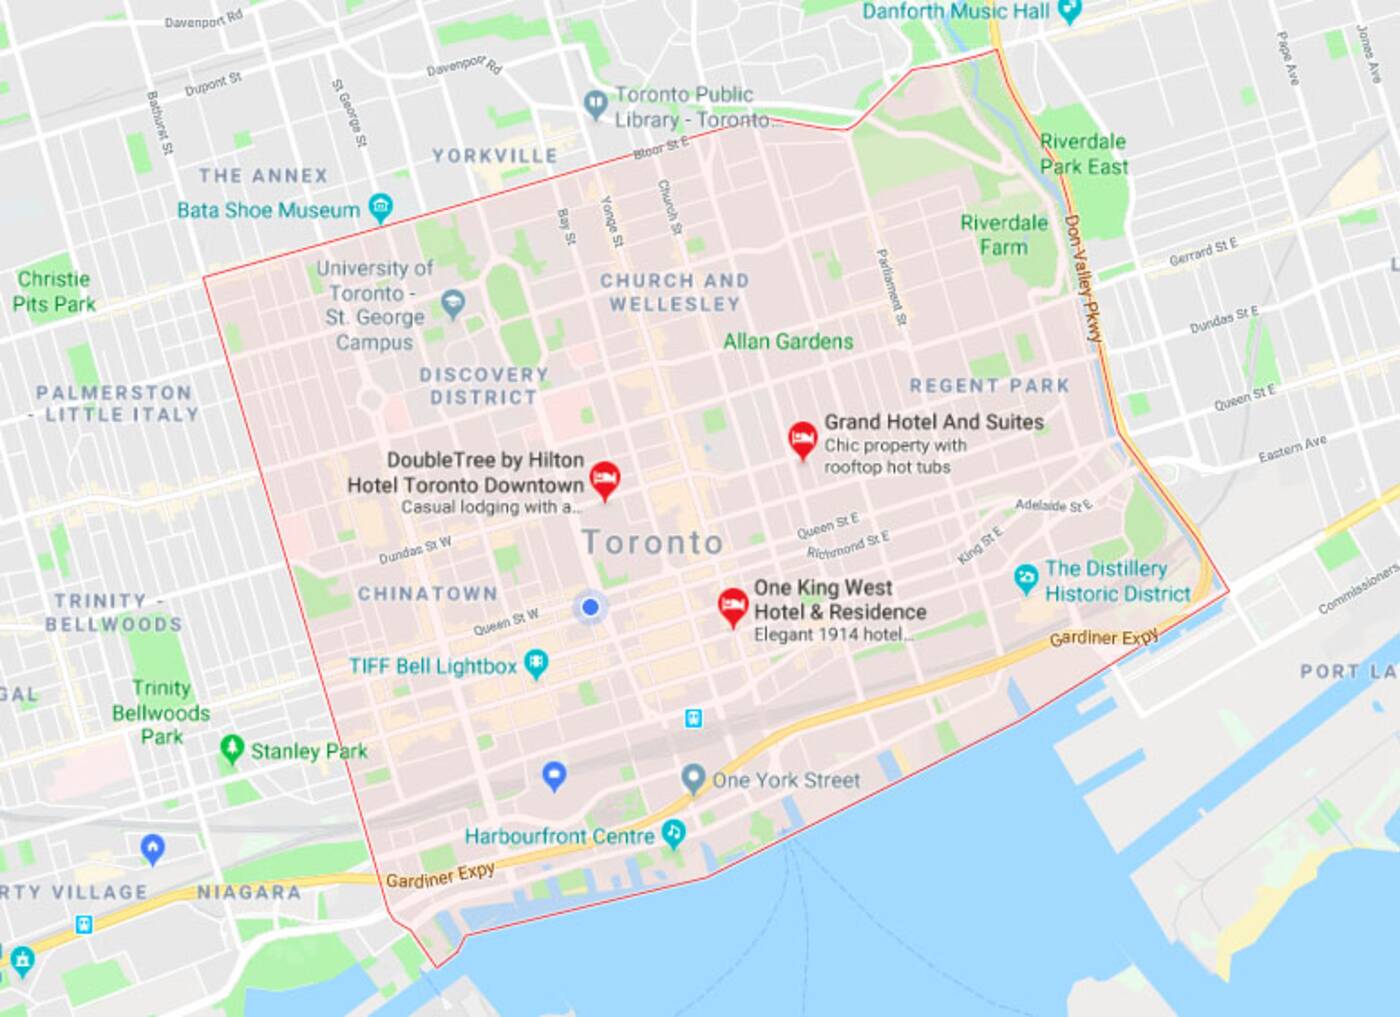 Danforth Music Hall
Davenport Rd
Davenport Rd
Dupont St
Bathurst St
St George St
Pape Ave
Jones Ave
Toronto Public
Library - Toronto...
Bloor St E
YORKVILLE
THE ANNEX
Bata Shoe Museum
Riverdale
Park East
Church St
Bay St
Yonge St
Riverdale
Farm
Don Valley Pkwy
Gerrard St E
Parliament St
Christie
Pits Park
University of
Toronto -
St. George
Campus
CHURCH AND
WELLESLEY
Allan Gardens
Dundas St E
DISCOVERY
DISTRICT
REGENT PARK
PALMERSTON
- LITTLE ITALY
Queen St E
Eastern Ave
Grand Hotel And Suites
Chic property with
rooftop hot tubs
DoubleTree by Hilton
Hotel Toronto Downtown
Casual lodging with a...
Adelaide St E
Queen St E
Richmond St E
King St E
Toronto
Dundas St W
The Distillery
Historic District
CHINATOWN
One King West
Hotel & Residence
Elegant 1914 hotel...
Commissioners
TRINITY -
BELLWOODS
Queen St W
Gardiner Expy
TIFF Bell Lightbox
PORT LA
GAL
Trinity
Bellwoods
Park
Stanley Park
One York Street
Harbourfront Centre
Gardiner Expy
RTY VILLAGE
NIAGARA